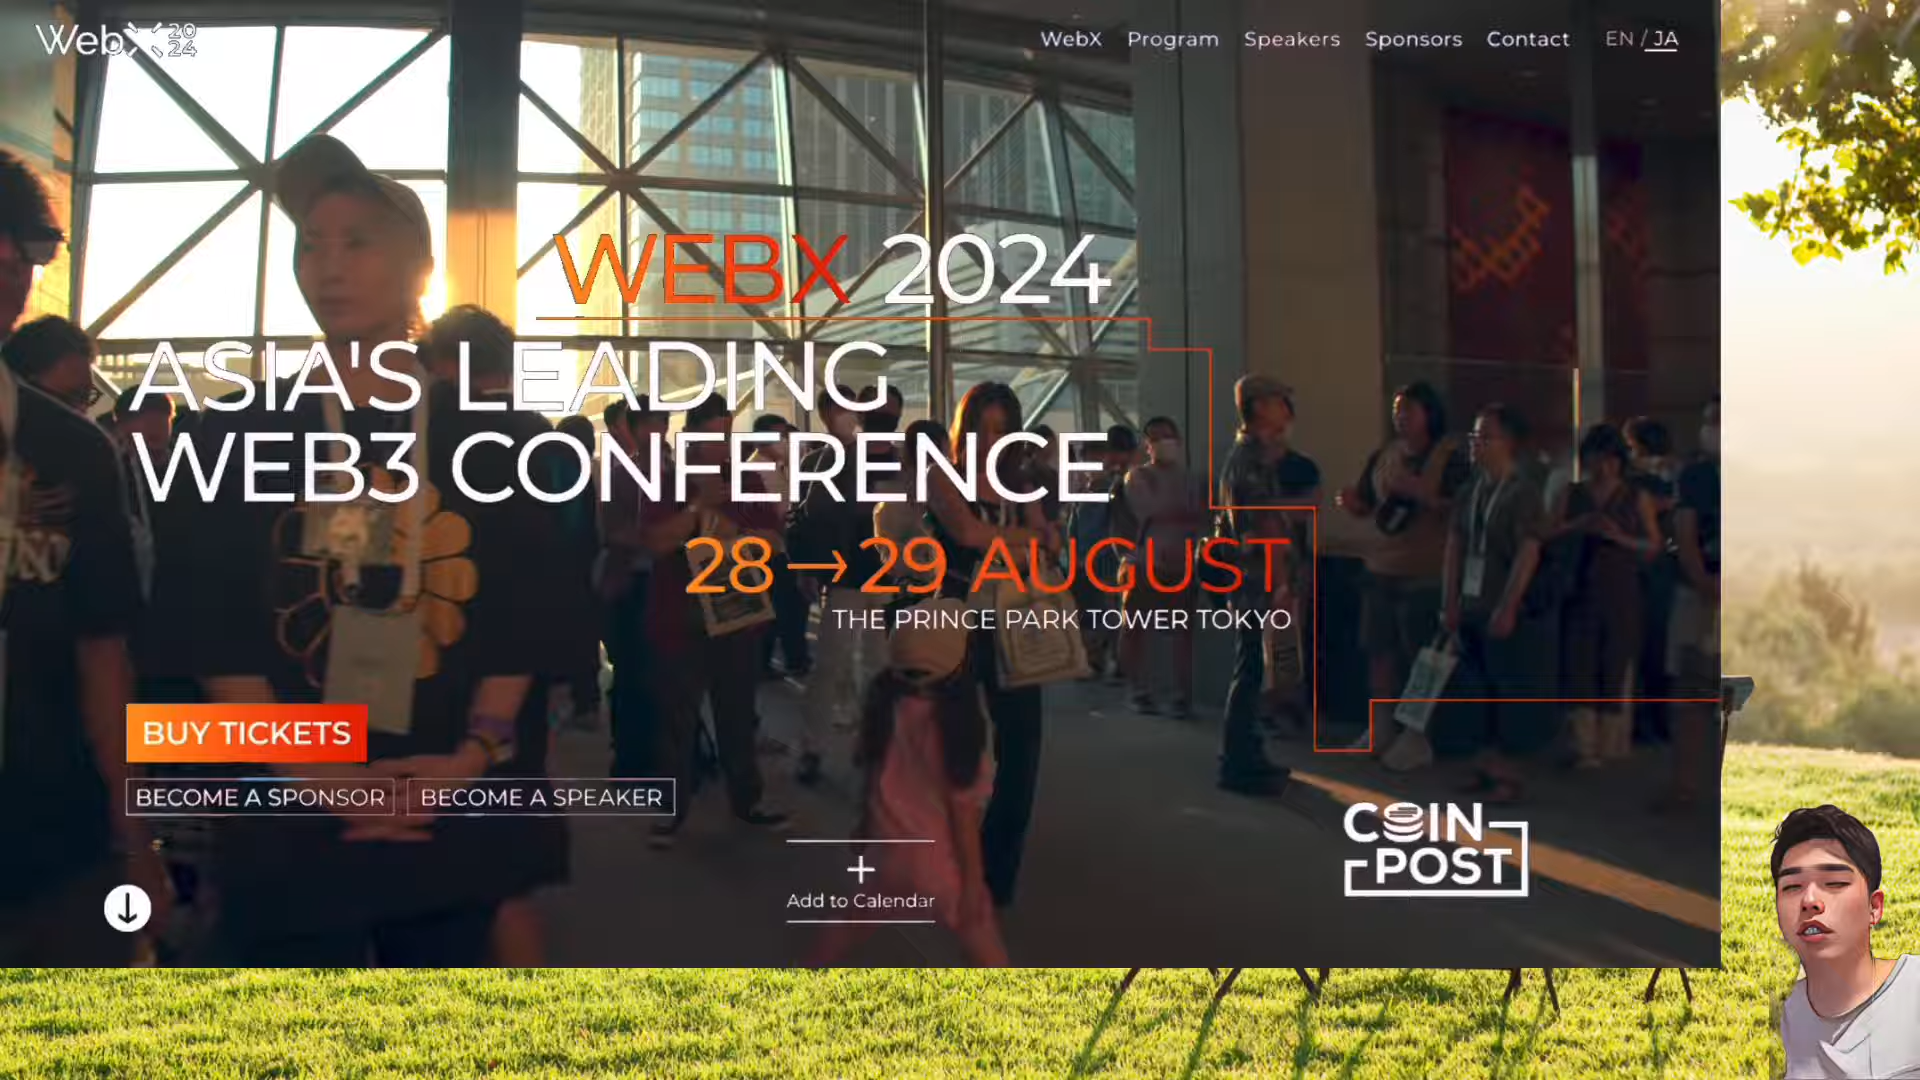 WebX 2024
WebX Program Speakers Sponsors Contact EN / JA
WEBX 2024
ASIA'S LEADING
WEB3 CONFERENCE
28→29 AUGUST
THE PRINCE PARK TOWER TOKYO
BUY TICKETS
BECOME A SPONSOR BECOME A SPEAKER
+
Add to Calendar
COIN
POST